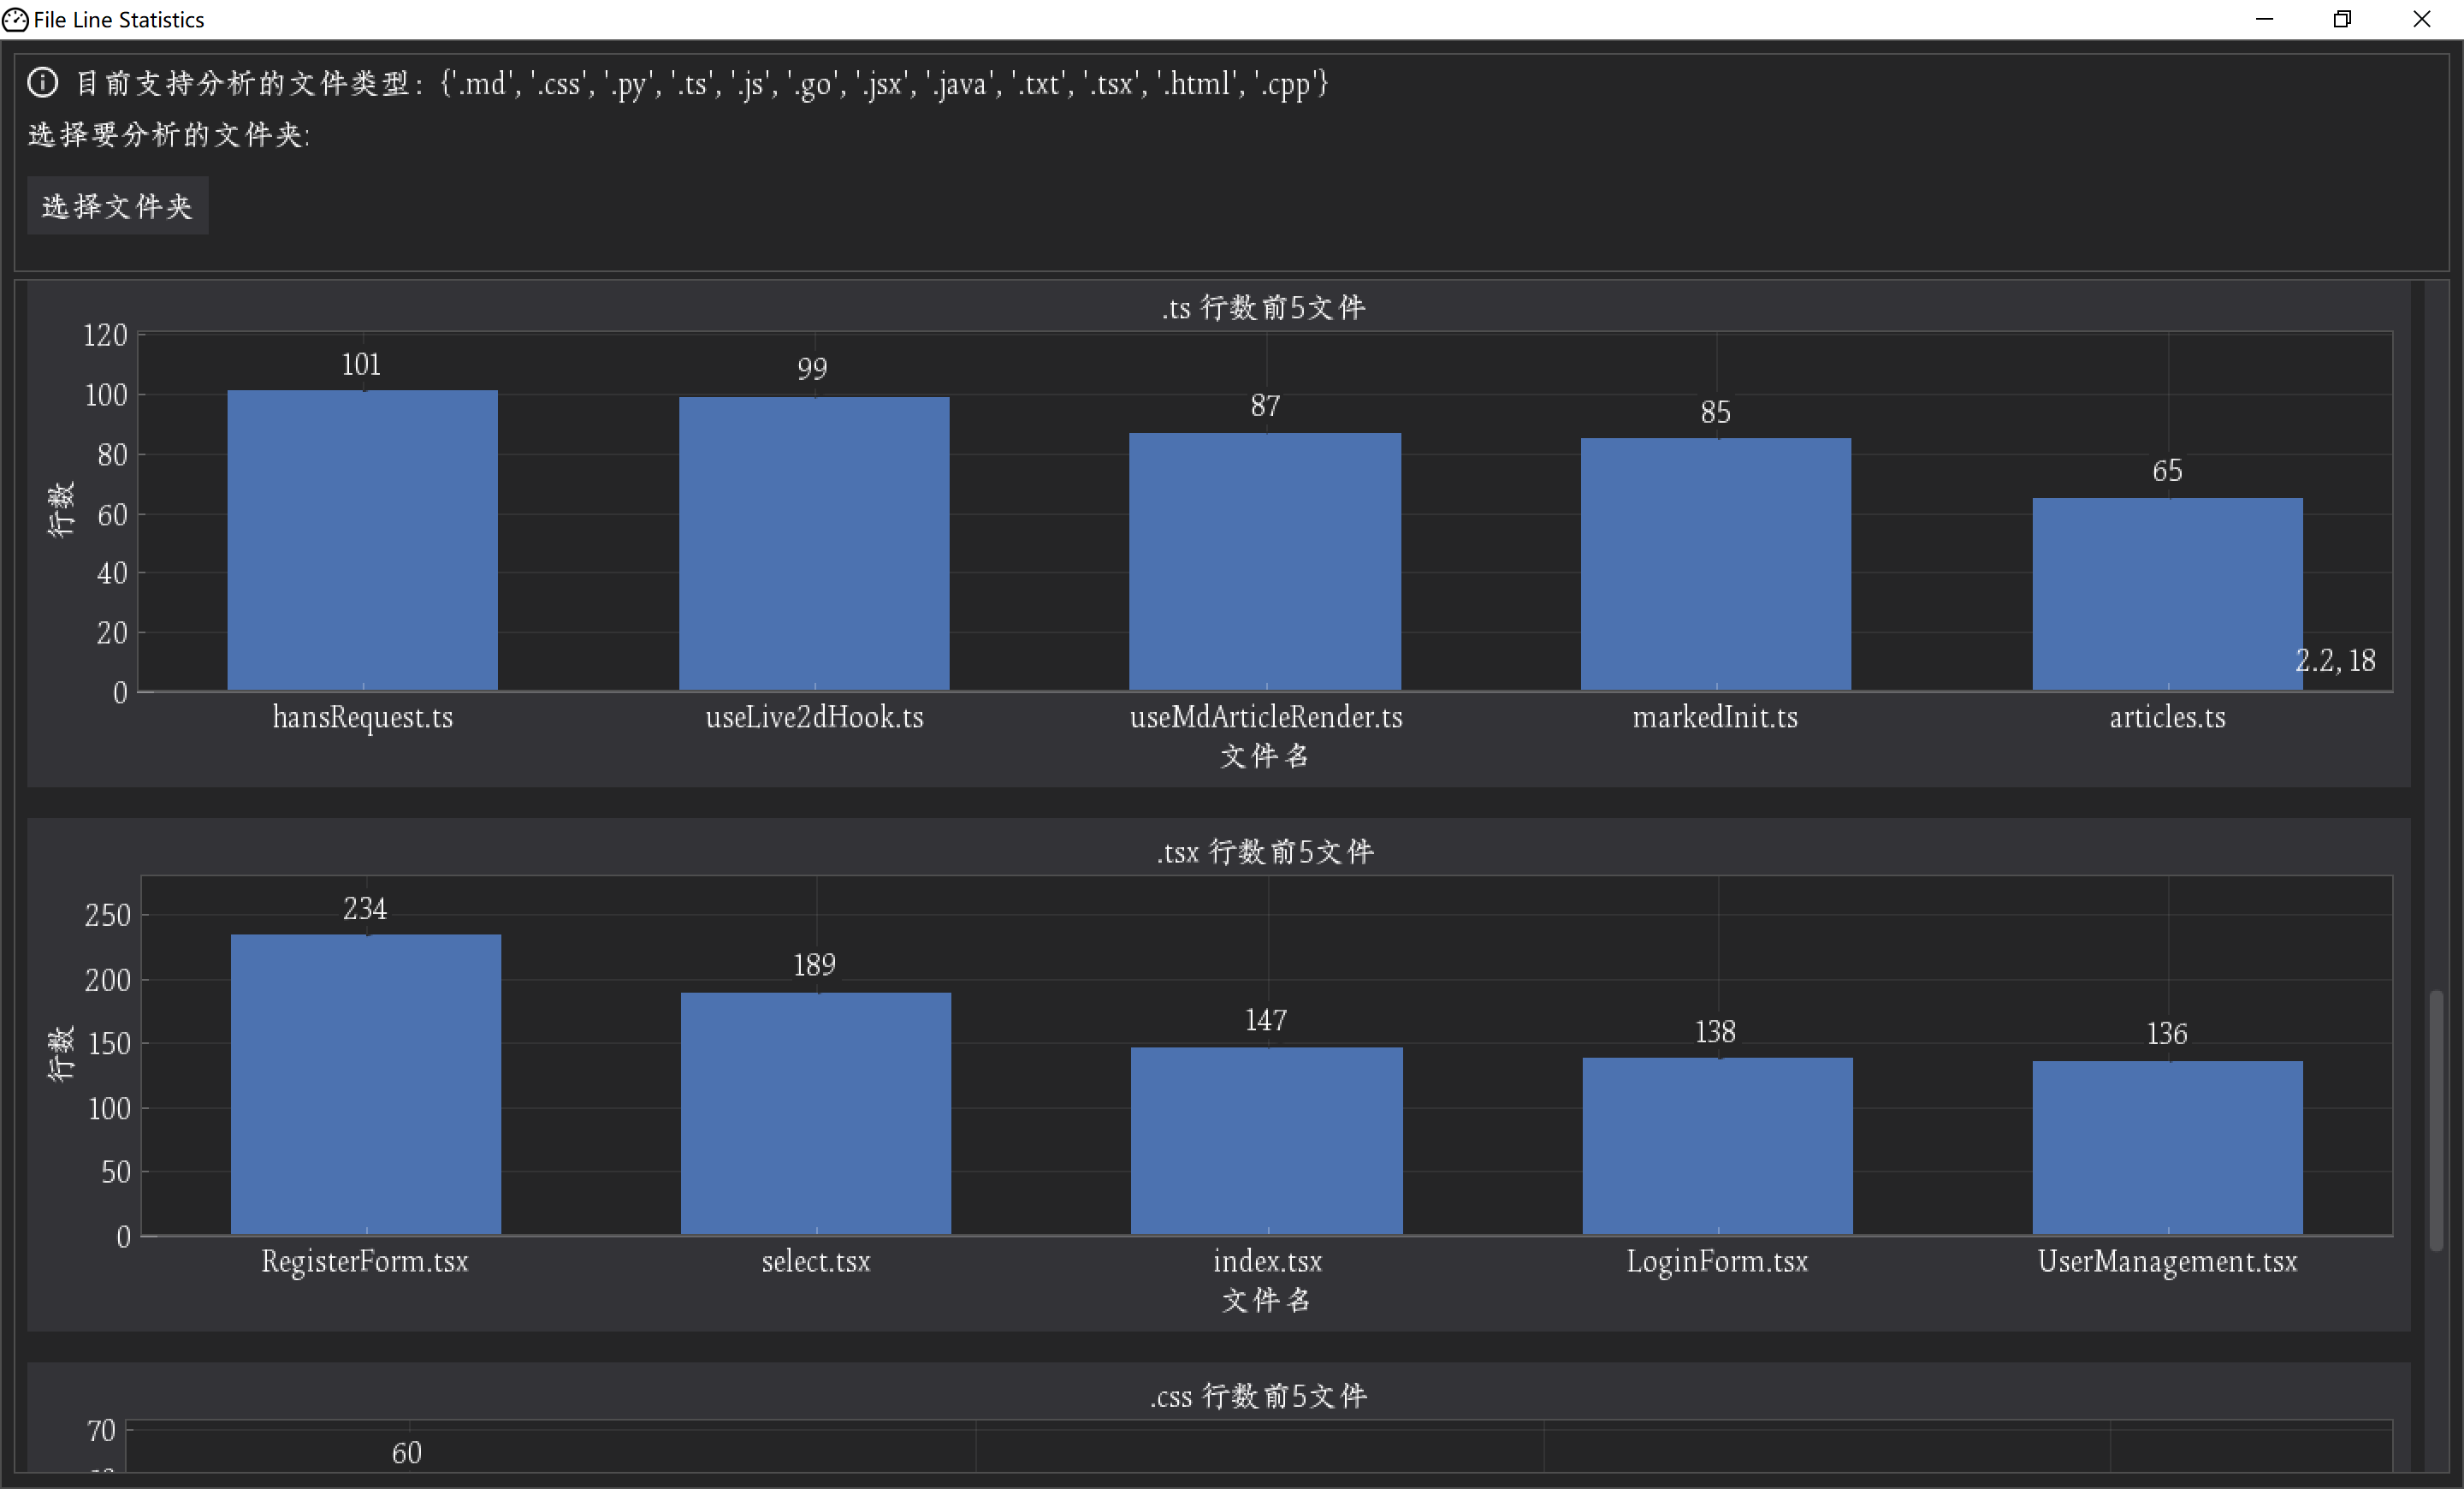 File Line Statistics
目前支持分析的文件类型: {'.md', '.css', '.py', '.ts', '.js', '.go', '.jsx', '.java', '.txt', '.tsx', '.html', '.cpp'}
选择要分析的文件夹:
选择文件夹
.ts 行数前5文件
120
100
80
60
40
20
0
行数
101
99
87
85
65
2.2, 18
hansRequest.ts
useLive2dHook.ts
useMdArticleRender.ts
markedInit.ts
articles.ts
文件名
.tsx 行数前5文件
250
200
150
100
50
0
行数
234
189
147
138
136
RegisterForm.tsx
select.tsx
index.tsx
LoginForm.tsx
UserManagement.tsx
文件名
.css 行数前5文件
70
60